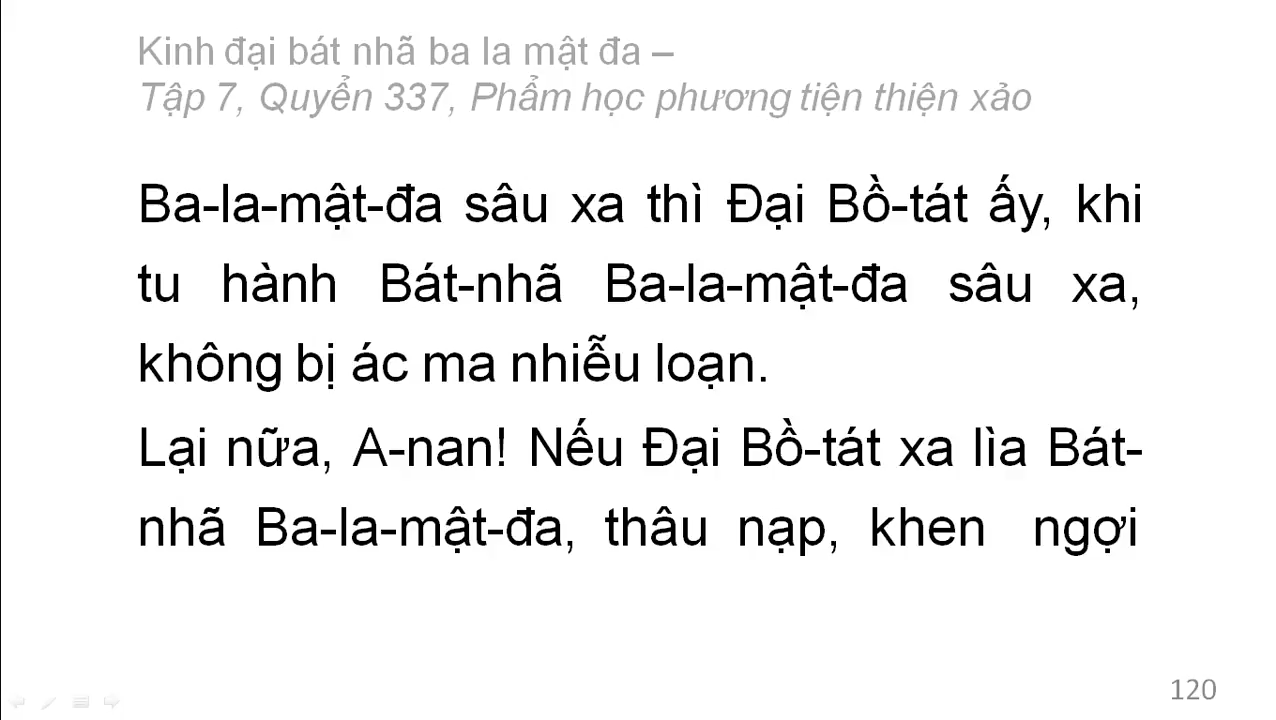 Kinh đại bát nhã ba la mật đa –
Tập 7, Quyển 337, Phẩm học phương tiện thiện xảo
Ba-la-mật-đa sâu xa thì Đại Bồ-tát ấy, khi
tu hành Bát-nhã Ba-la-mật-đa sâu xa,
không bị ác ma nhiễu loạn.
Lại nữa, A-nan! Nếu Đại Bồ-tát xa lìa Bát-
nhã Ba-la-mật-đa, thâu nạp, khen ngợi
120